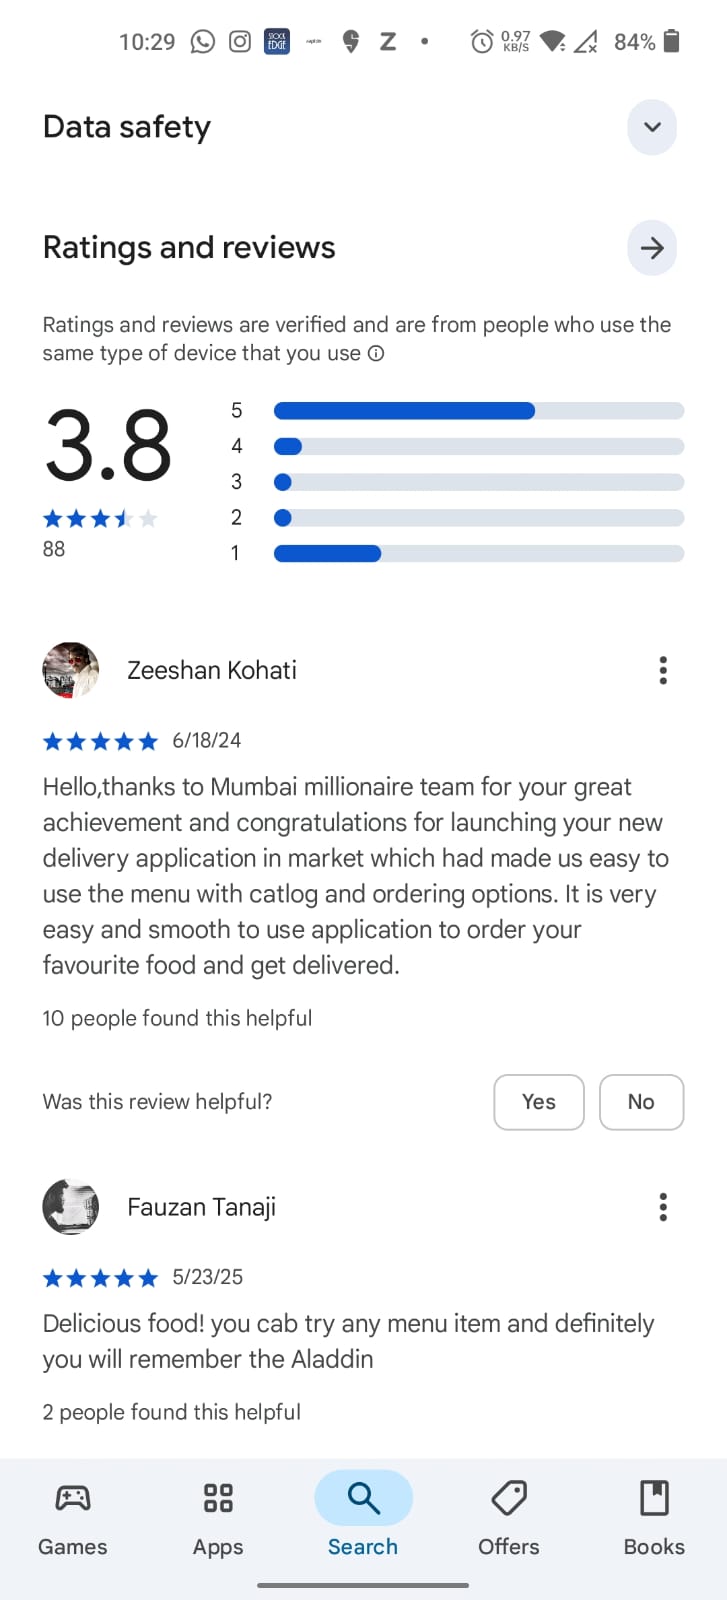 10:29 STOCK EDGE Z 0.97 KB/S 84%
Data safety
Ratings and reviews
Ratings and reviews are verified and are from people who use the
same type of device that you use
3.8
5
4
3
2
1
88
Zeeshan Kohati
6/18/24
Hello,thanks to Mumbai millionaire team for your great
achievement and congratulations for launching your new
delivery application in market which had made us easy to
use the menu with catlog and ordering options. It is very
easy and smooth to use application to order your
favourite food and get delivered.
10 people found this helpful
Was this review helpful? Yes No
Fauzan Tanaji
5/23/25
Delicious food! you cab try any menu item and definitely
you will remember the Aladdin
2 people found this helpful
Games Apps Search Offers Books